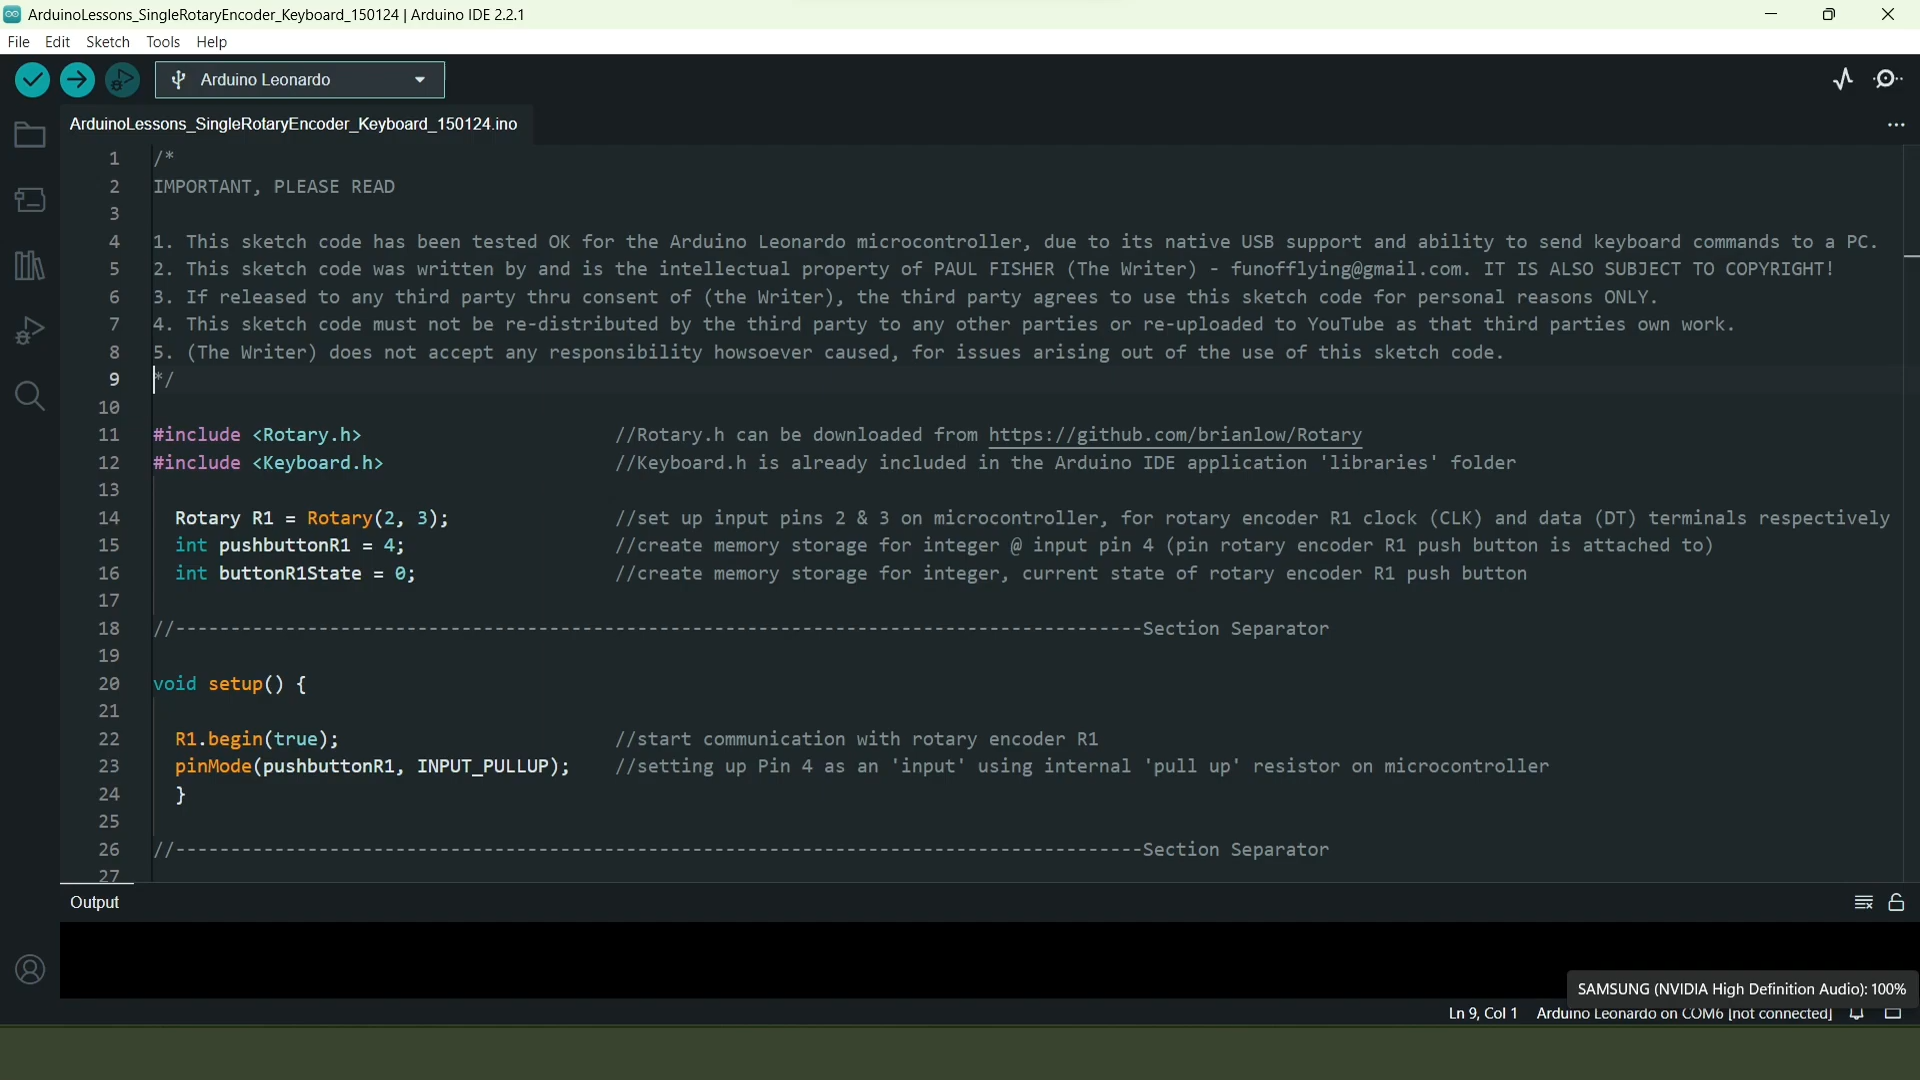 ArduinoLessons_SingleRotaryEncoder_Keyboard_150124 | Arduino IDE 2.2.1
File Edit Sketch Tools Help
Arduino Leonardo
ArduinoLessons_SingleRotaryEncoder_Keyboard_150124.ino
1 /*
2 IMPORTANT, PLEASE READ
3
4 1. This sketch code has been tested OK for the Arduino Leonardo microcontroller, due to its native USB support and ability to send keyboard commands to a PC.
5 2. This sketch code was written by and is the intellectual property of PAUL FISHER (The Writer) - funofflying@gmail.com. IT IS ALSO SUBJECT TO COPYRIGHT!
6 3. If released to any third party thru consent of (the Writer), the third party agrees to use this sketch code for personal reasons ONLY.
7 4. This sketch code must not be re-distributed by the third party to any other parties or re-uploaded to YouTube as that third parties own work.
8 5. (The Writer) does not accept any responsibility howsoever caused, for issues arising out of the use of this sketch code.
9 */
10
11 #include <Rotary.h> //Rotary.h can be downloaded from https://github.com/brianlow/Rotary
12 #include <Keyboard.h> //Keyboard.h is already included in the Arduino IDE application 'libraries' folder
13
14 Rotary R1 = Rotary(2, 3); //set up input pins 2 & 3 on microcontroller, for rotary encoder R1 clock (CLK) and data (DT) terminals respectively
15 int pushbuttonR1 = 4; //create memory storage for integer @ input pin 4 (pin rotary encoder R1 push button is attached to)
16 int buttonR1State = 0; //create memory storage for integer, current state of rotary encoder R1 push button
17
18 //----------------------------------------------------------------------------------------Section Separator
19
20 void setup() {
21
22 R1.begin(true); //start communication with rotary encoder R1
23 pinMode(pushbuttonR1, INPUT_PULLUP); //setting up Pin 4 as an 'input' using internal 'pull up' resistor on microcontroller
24 }
25
26 //----------------------------------------------------------------------------------------Section Separator
27
Output
SAMSUNG (NVIDIA High Definition Audio): 100%
Ln 9, Col 1 Arduino Leonardo on COM6 [not connected]